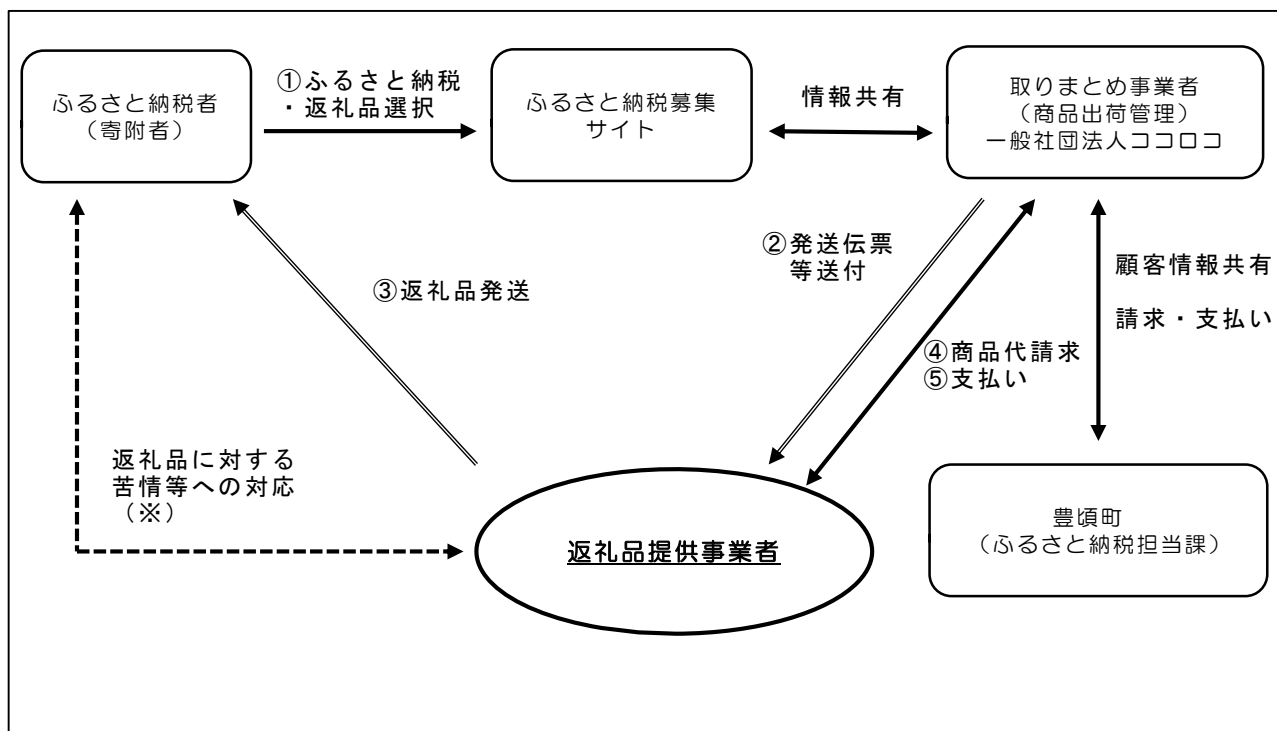 ふるさと納税者
（寄附者）
①ふるさと納税
・返礼品選択
ふるさと納税募集
サイト
情報共有
取りまとめ事業者
（商品出荷管理）
一般社団法人ココロコ
②発送伝票
等送付
顧客情報共有
請求・支払い
③返礼品発送
④商品代請求
⑤支払い
返礼品に対する
苦情等への対応
（※）
返礼品提供事業者
豊頃町
（ふるさと納税担当課）